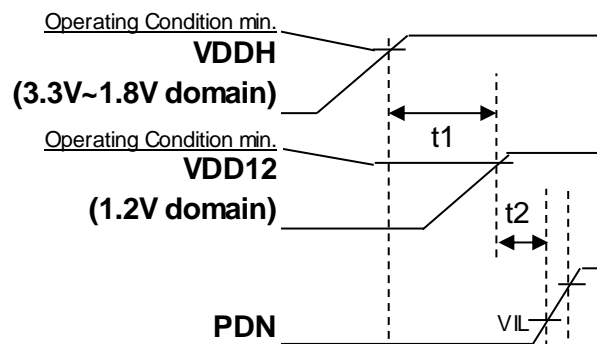 Operating Condition min.
VDDH
(3.3V~1.8V domain)
t1
Operating Condition min.
VDD12
(1.2V domain)
t2
VIL
PDN